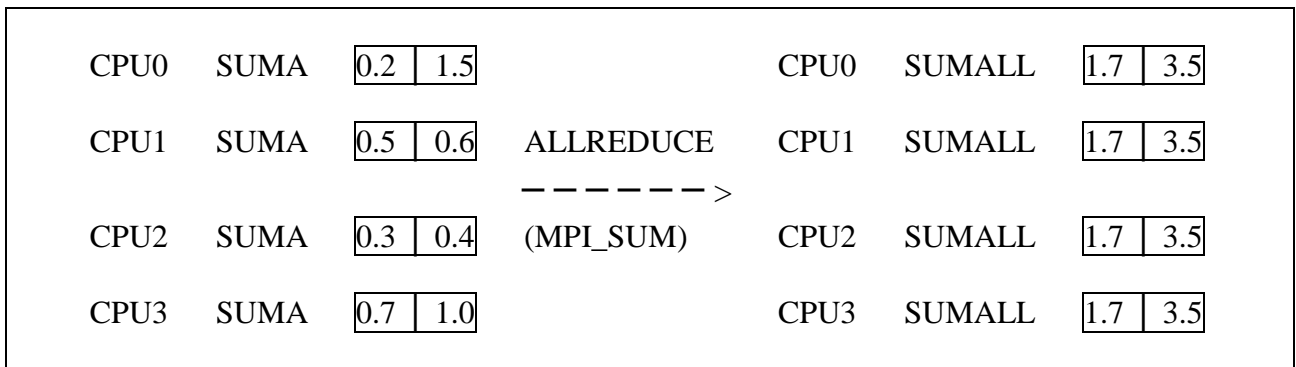 CPU0 SUMA 0.2 1.5 CPU0 SUMALL 1.7 3.5
CPU1 SUMA 0.5 0.6 ALLREDUCE CPU1 SUMALL 1.7 3.5
------>
CPU2 SUMA 0.3 0.4 (MPI_SUM) CPU2 SUMALL 1.7 3.5
CPU3 SUMA 0.7 1.0 CPU3 SUMALL 1.7 3.5